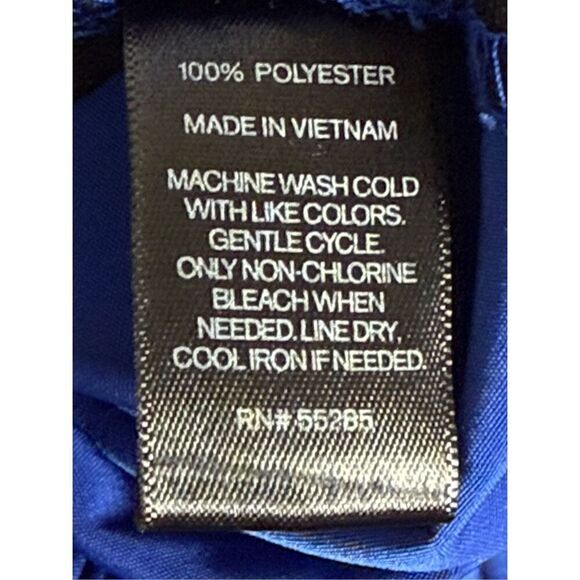 100% POLYESTER
MADE IN VIETNAM
MACHINE WASH COLD
WITH LIKE COLORS.
GENTLE CYCLE.
ONLY NON-CHLORINE
BLEACH WHEN
NEEDED. LINE DRY,
COOL IRON IF NEEDED.
RN# 55285